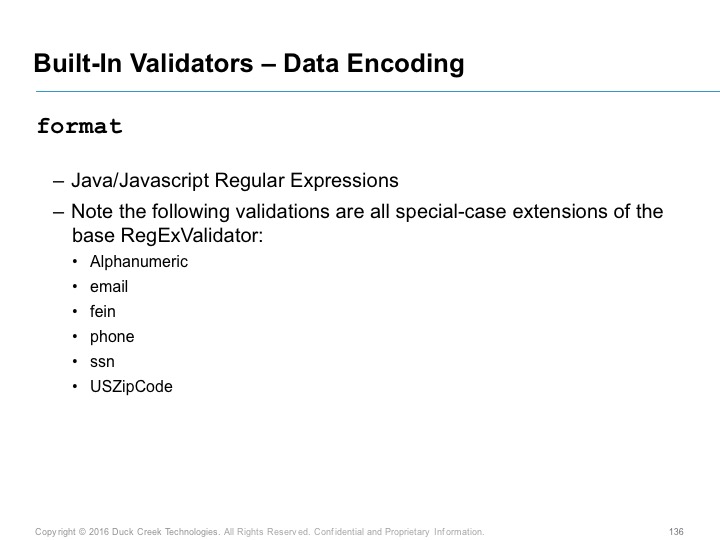 Built-In Validators – Data Encoding
format
– Java/Javascript Regular Expressions
– Note the following validations are all special-case extensions of the
base RegExValidator:
• Alphanumeric
• email
• fein
• phone
• ssn
• USZipCode
Copyright © 2016 Duck Creek Technologies. All Rights Reserved. Confidential and Proprietary Information. 136